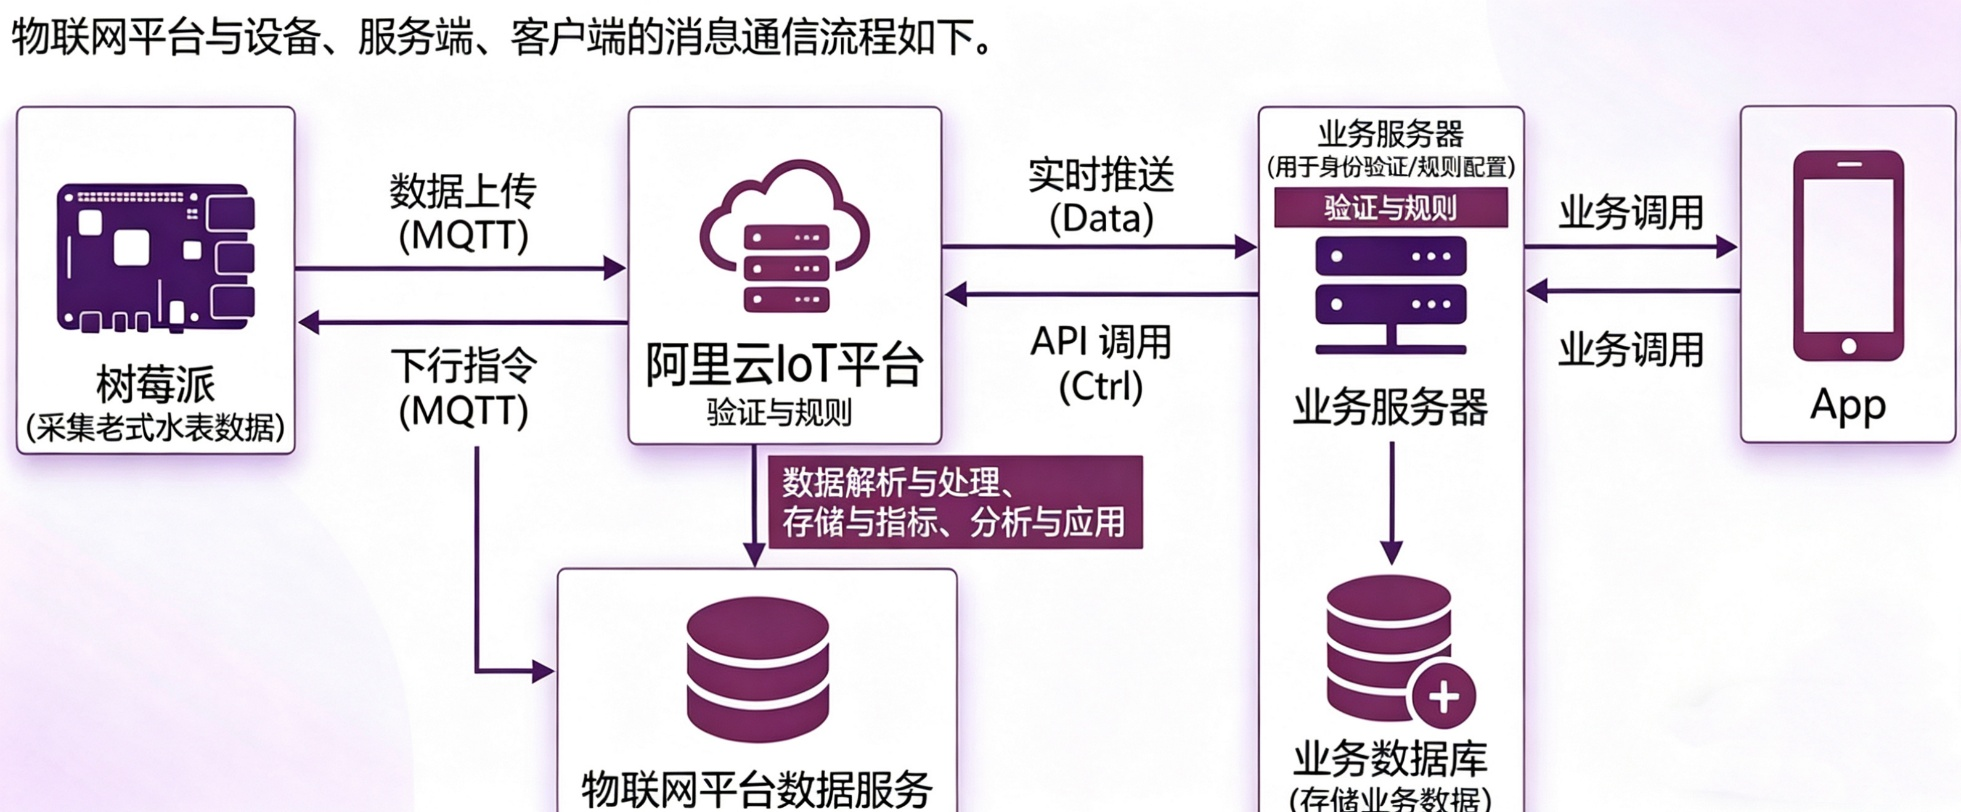 物联网平台与设备、服务端、客户端的消息通信流程如下。
树莓派
(采集老式水表数据)
数据上传
(MQTT)
下行指令
(MQTT)
阿里云IoT平台
验证与规则
数据解析与处理、
存储与指标、分析与应用
物联网平台数据服务
实时推送
(Data)
API 调用
(Ctrl)
业务服务器
(用于身份验证/规则配置)
验证与规则
业务服务器
业务数据库
(存储业务数据)
业务调用
业务调用
App